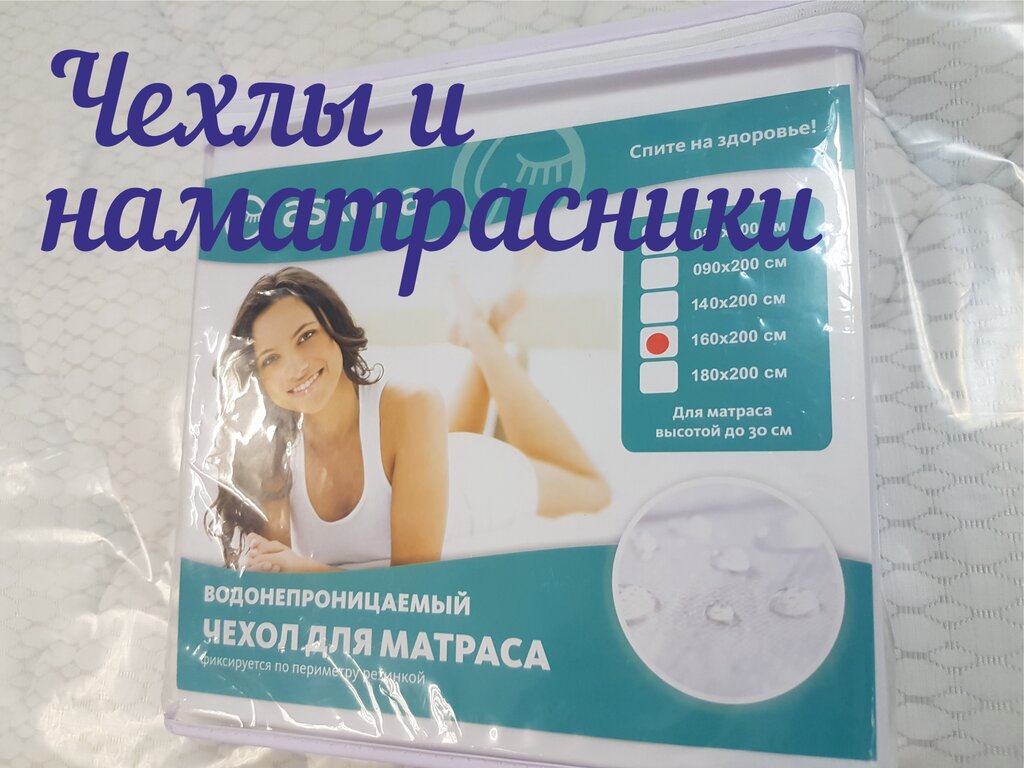 Чехлы и
наматрасники
Спите на здоровье!
090x200 см
140x200 см
160x200 см
180x200 см
Для матраса
высотой до 30 см
ВОДОНЕПРОНИЦАЕМЫЙ
ЧЕХОЛ ДЛЯ МАТРАСА
фиксируется по периметру резинкой